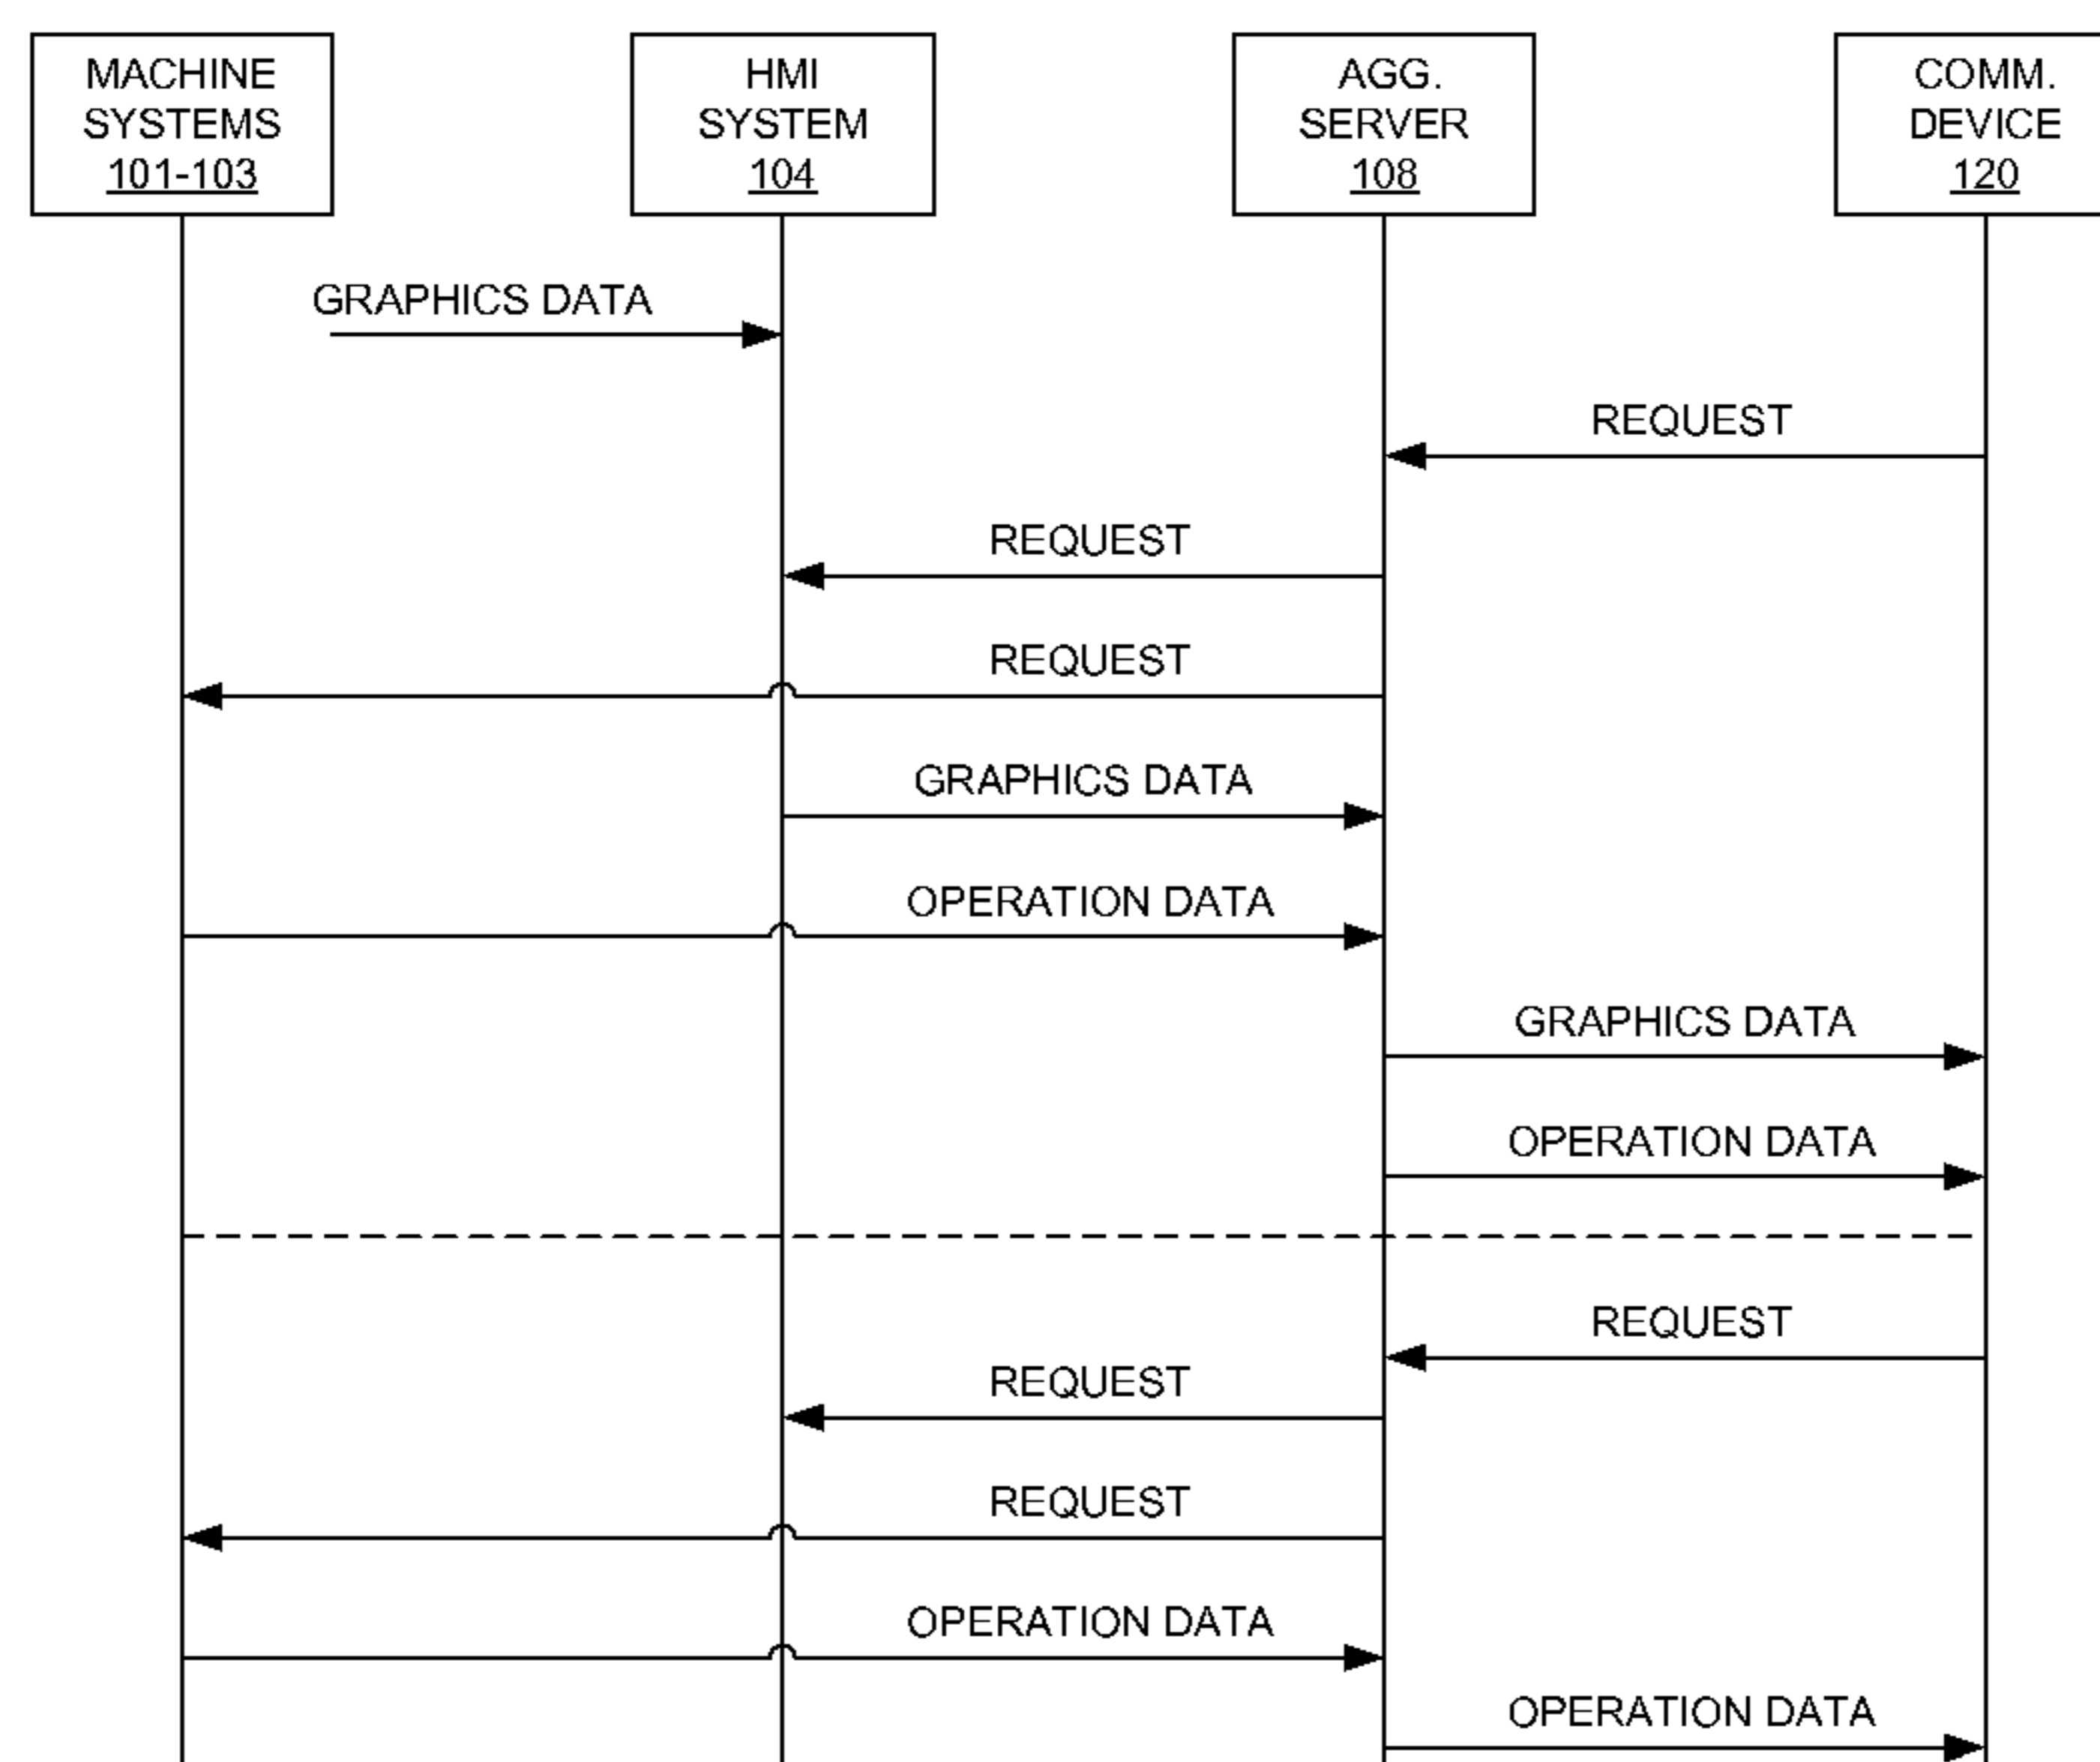 MACHINE
SYSTEMS
101-103
HMI
SYSTEM
104
AGG.
SERVER
108
COMM.
DEVICE
120
GRAPHICS DATA
REQUEST
REQUEST
REQUEST
GRAPHICS DATA
OPERATION DATA
GRAPHICS DATA
OPERATION DATA
REQUEST
REQUEST
REQUEST
OPERATION DATA
OPERATION DATA